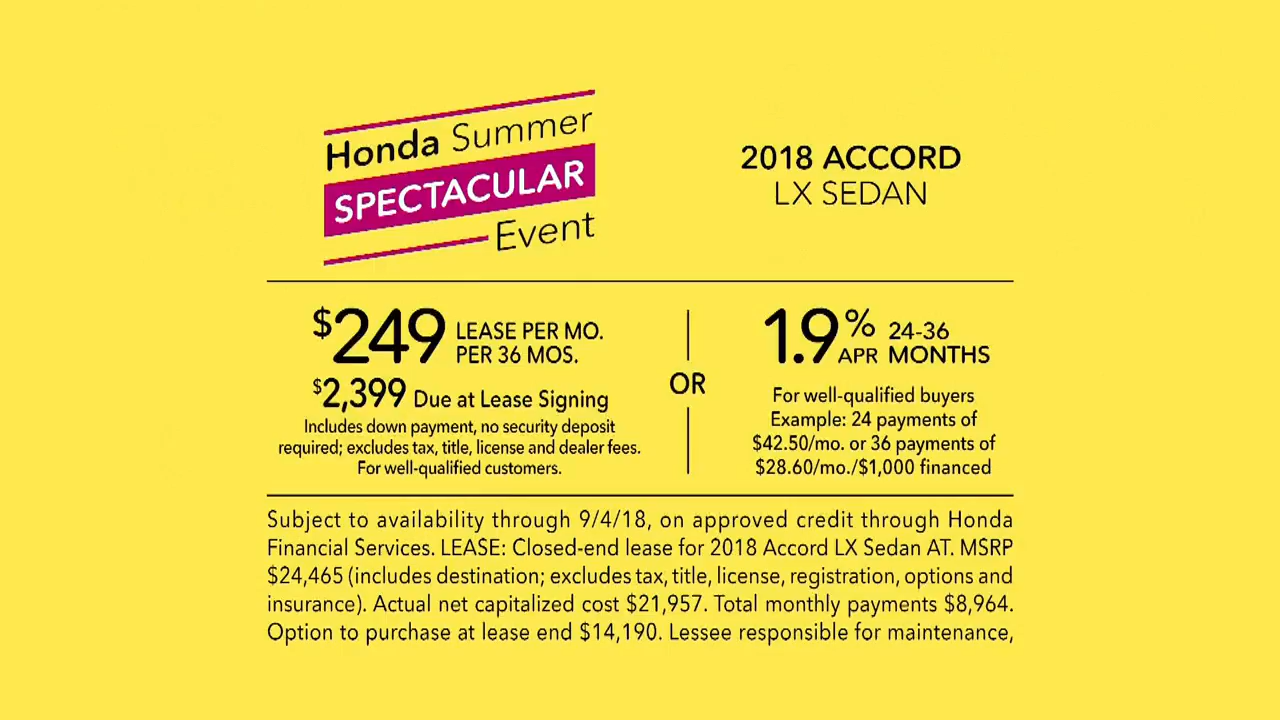 Honda Summer
SPECTACULAR
Event
2018 ACCORD
LX SEDAN
$249 LEASE PER MO.
PER 36 MOS.
$2,399 Due at Lease Signing
Includes down payment, no security deposit
required; excludes tax, title, license and dealer fees.
For well-qualified customers.
OR
1.9% APR 24-36
MONTHS
For well-qualified buyers
Example: 24 payments of
$42.50/mo. or 36 payments of
$28.60/mo./$1,000 financed
Subject to availability through 9/4/18, on approved credit through Honda
Financial Services. LEASE: Closed-end lease for 2018 Accord LX Sedan AT. MSRP
$24,465 (includes destination; excludes tax, title, license, registration, options and
insurance). Actual net capitalized cost $21,957. Total monthly payments $8,964.
Option to purchase at lease end $14,190. Lessee responsible for maintenance,